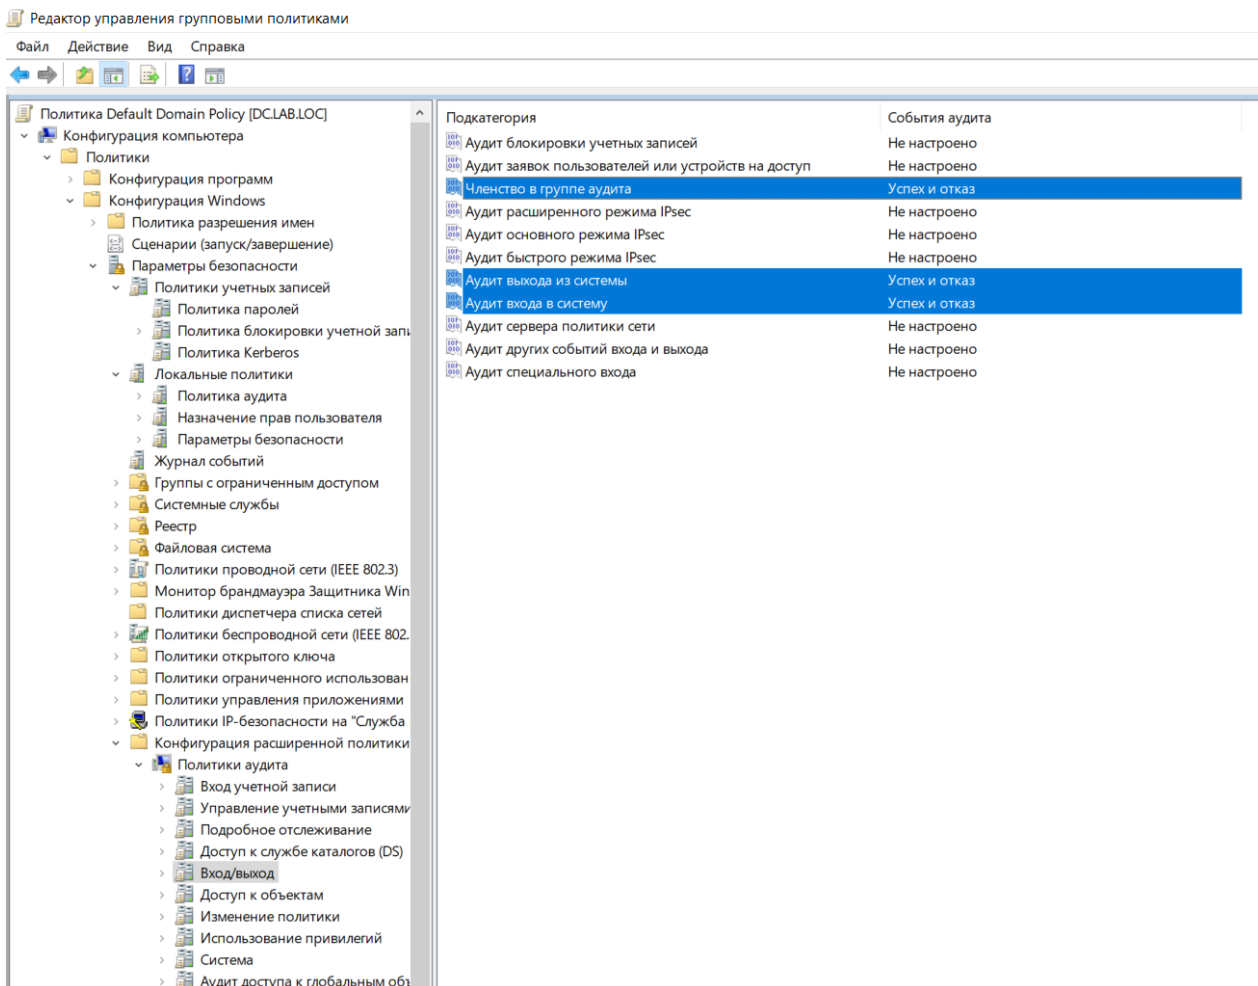 Редактор управления групповыми политиками
Файл Действие Вид Справка
Политика Default Domain Policy [DC.LAB.LOC]
Конфигурация компьютера
Политики
Конфигурация программ
Конфигурация Windows
Политика разрешения имен
Сценарии (запуск/завершение)
Параметры безопасности
Политики учетных записей
Политика паролей
Политика блокировки учетной запи
Политика Kerberos
Локальные политики
Политика аудита
Назначение прав пользователя
Параметры безопасности
Журнал событий
Группы с ограниченным доступом
Системные службы
Реестр
Файловая система
Политики проводной сети (IEEE 802.3)
Монитор брандмауэра Защитника Win
Политики диспетчера списка сетей
Политики беспроводной сети (IEEE 802.
Политики открытого ключа
Политики ограниченного использован
Политики управления приложениями
Политики IP-безопасности на "Служба
Конфигурация расширенной политики
Политики аудита
Вход учетной записи
Управление учетными записями
Подробное отслеживание
Доступ к службе каталогов (DS)
Вход/выход
Доступ к объектам
Изменение политики
Использование привилегий
Система
Аудит доступа к глобальным объ
Подкатегория События аудита
Аудит блокировки учетных записей Не настроено
Аудит заявок пользователей или устройств на доступ Не настроено
Членство в группе аудита Успех и отказ
Аудит расширенного режима IPsec Не настроено
Аудит основного режима IPsec Не настроено
Аудит быстрого режима IPsec Не настроено
Аудит выхода из системы Успех и отказ
Аудит входа в систему Успех и отказ
Аудит сервера политики сети Не настроено
Аудит других событий входа и выхода Не настроено
Аудит специального входа Не настроено